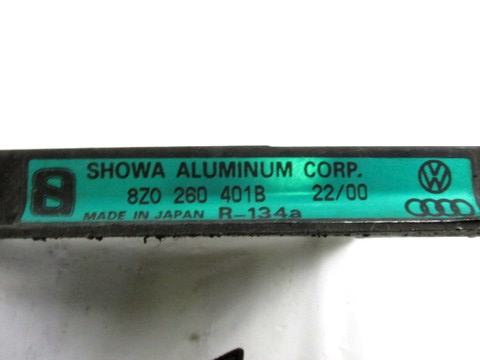 SHOWA ALUMINUM CORP.
8Z0 260 401B 22/00
MADE IN JAPAN R-134a